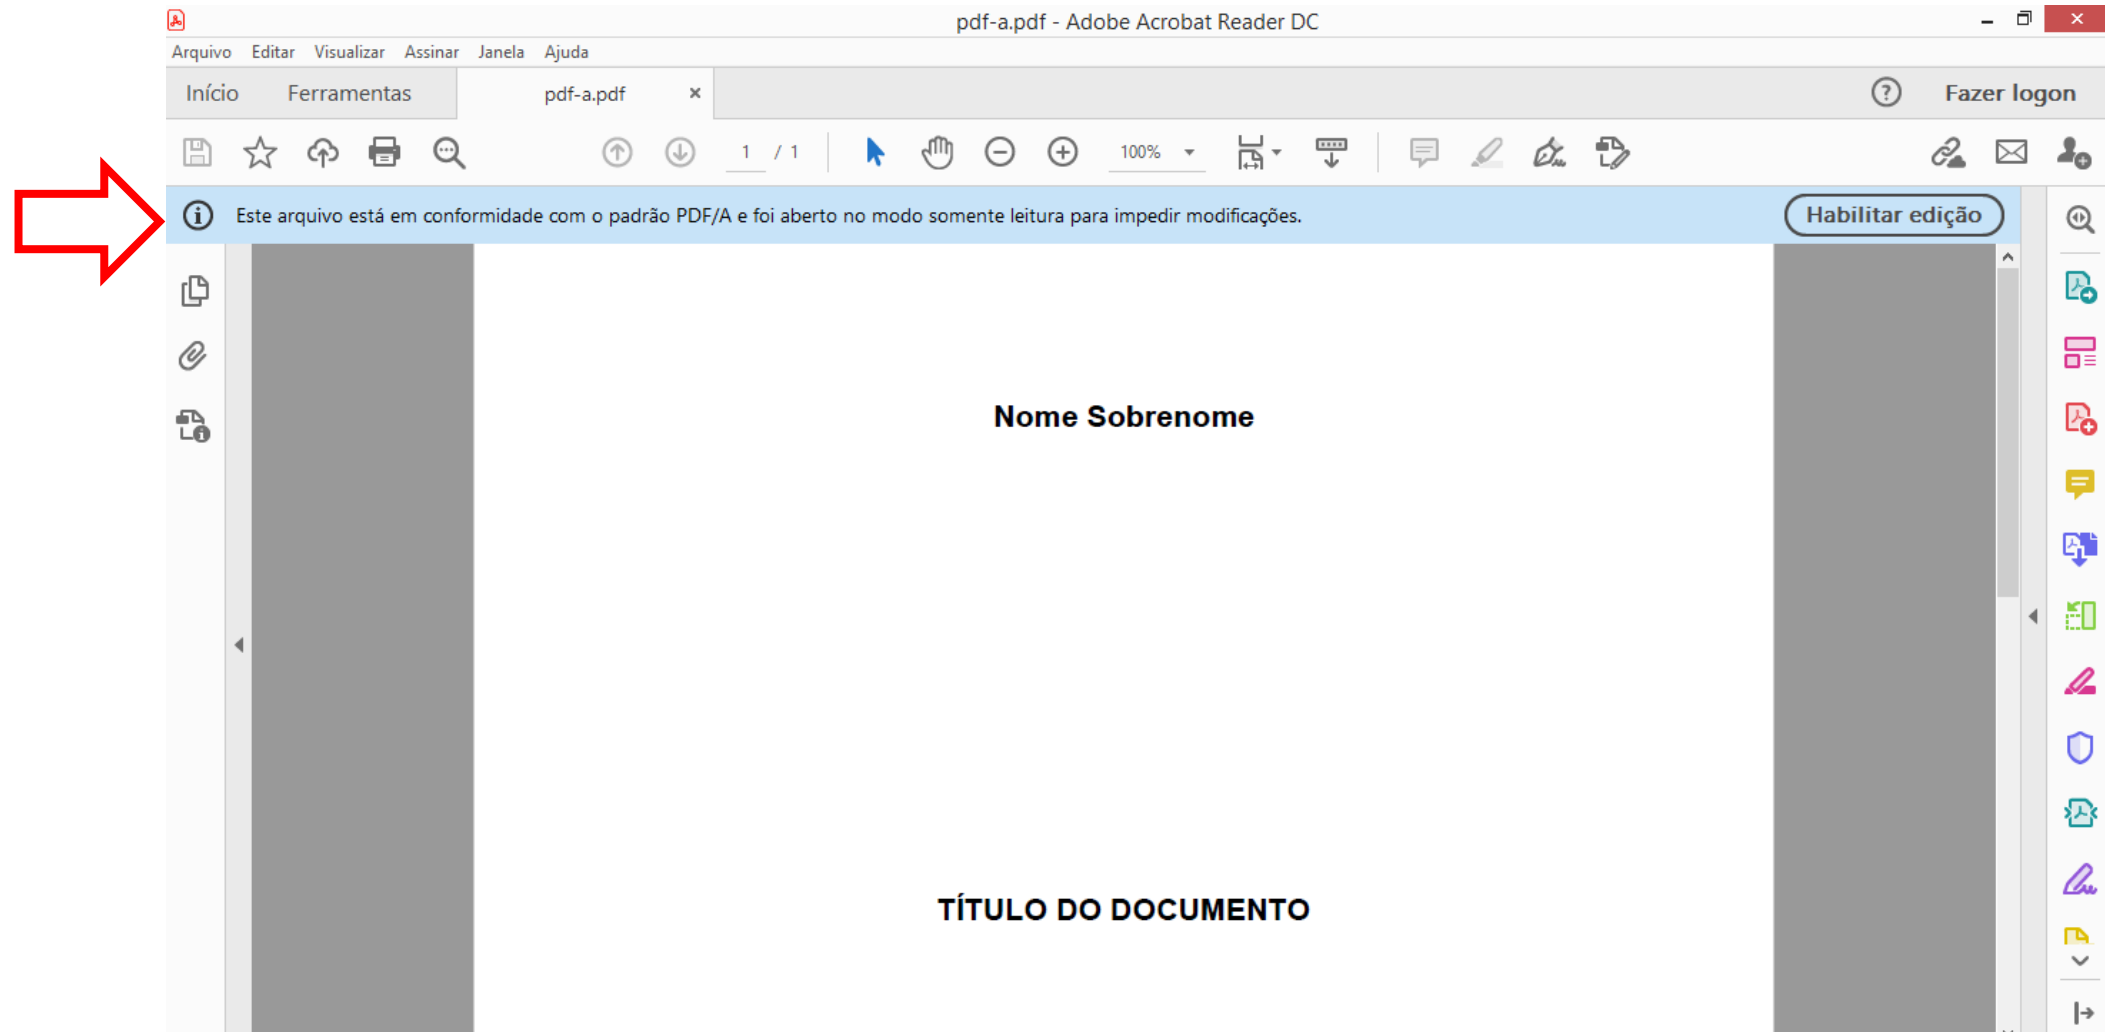 pdf-a.pdf - Adobe Acrobat Reader DC
Arquivo Editar Visualizar Assinar Janela Ajuda
Início Ferramentas pdf-a.pdf × ? Fazer logon
1 / 1 100%
Este arquivo está em conformidade com o padrão PDF/A e foi aberto no modo somente leitura para impedir modificações. Habilitar edição
Nome Sobrenome
TÍTULO DO DOCUMENTO